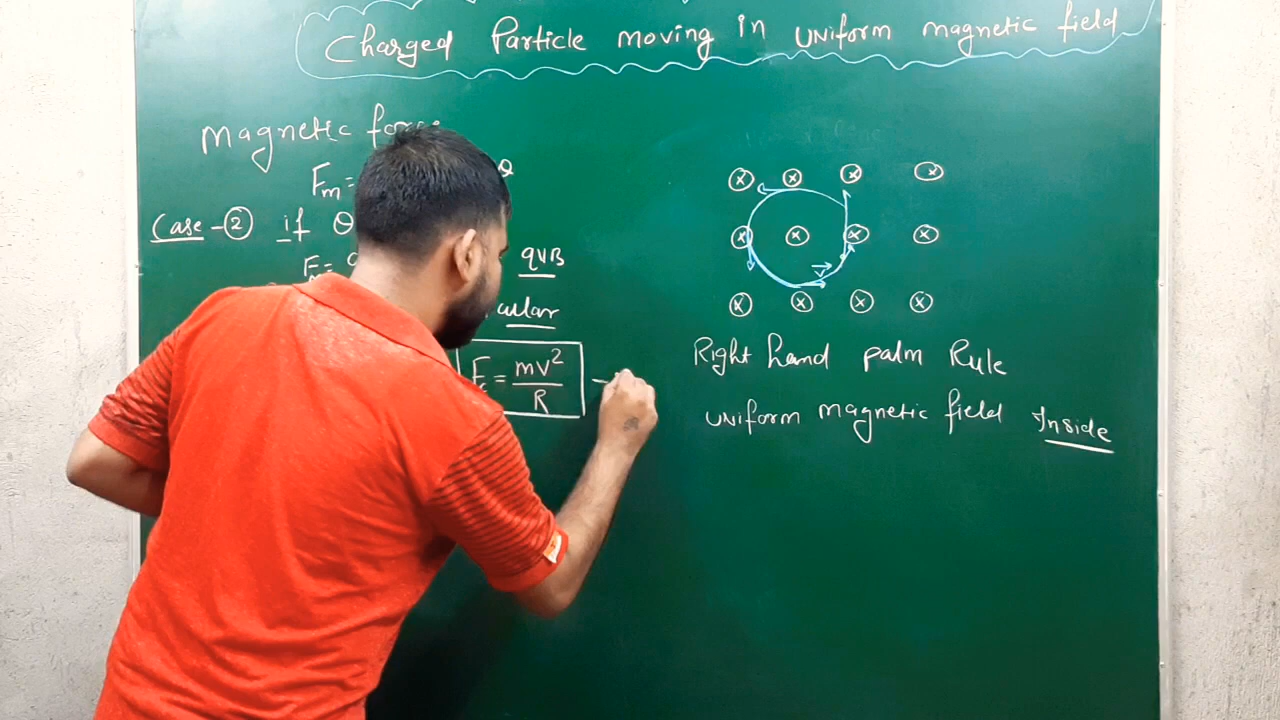 Charged Particle moving in uniform magnetic field
Magnetic force
Fm= θ
Case-② if θ
qvB
Fc = mv²/R
ⓧ ⓧ ⓧ ⓧ
ⓧ ⓧ ⓧ ⓧ
v
ⓧ ⓧ ⓧ ⓧ
Right hand palm Rule
uniform magnetic field Inside